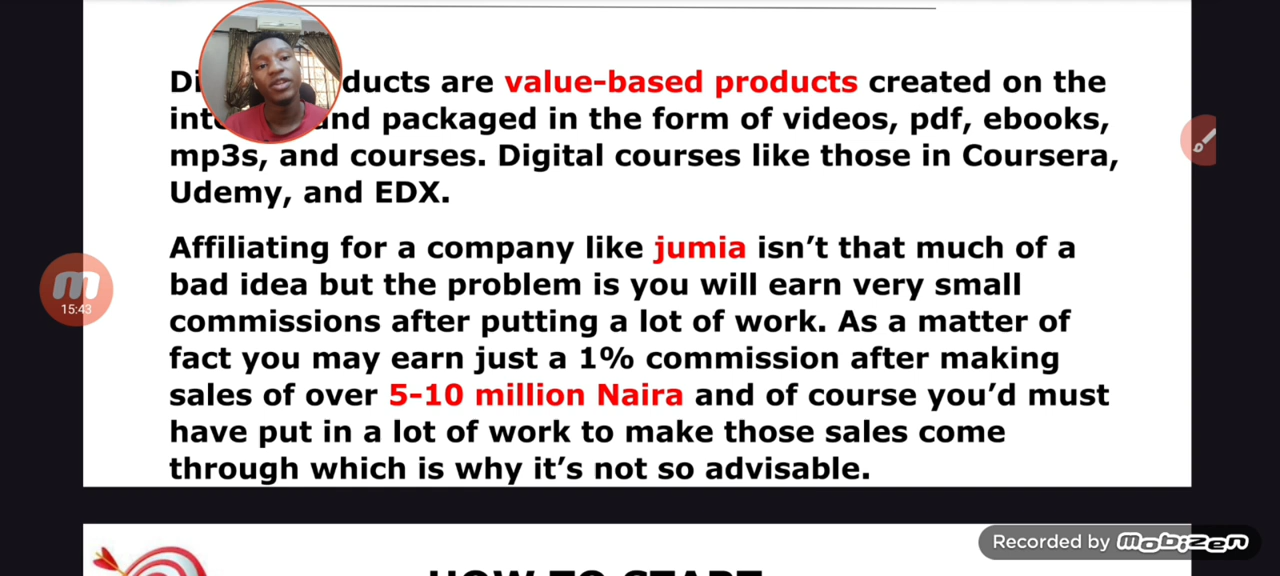 ducts are value-based products created on the
and packaged in the form of videos, pdf, ebooks,
mp3s, and courses. Digital courses like those in Coursera,
Udemy, and EDX.
Affiliating for a company like jumia isn’t that much of a
bad idea but the problem is you will earn very small
commissions after putting a lot of work. As a matter of
fact you may earn just a 1% commission after making
sales of over 5-10 million Naira and of course you’d must
have put in a lot of work to make those sales come
through which is why it’s not so advisable.
15:43
Recorded by mobizen
HOW TO START